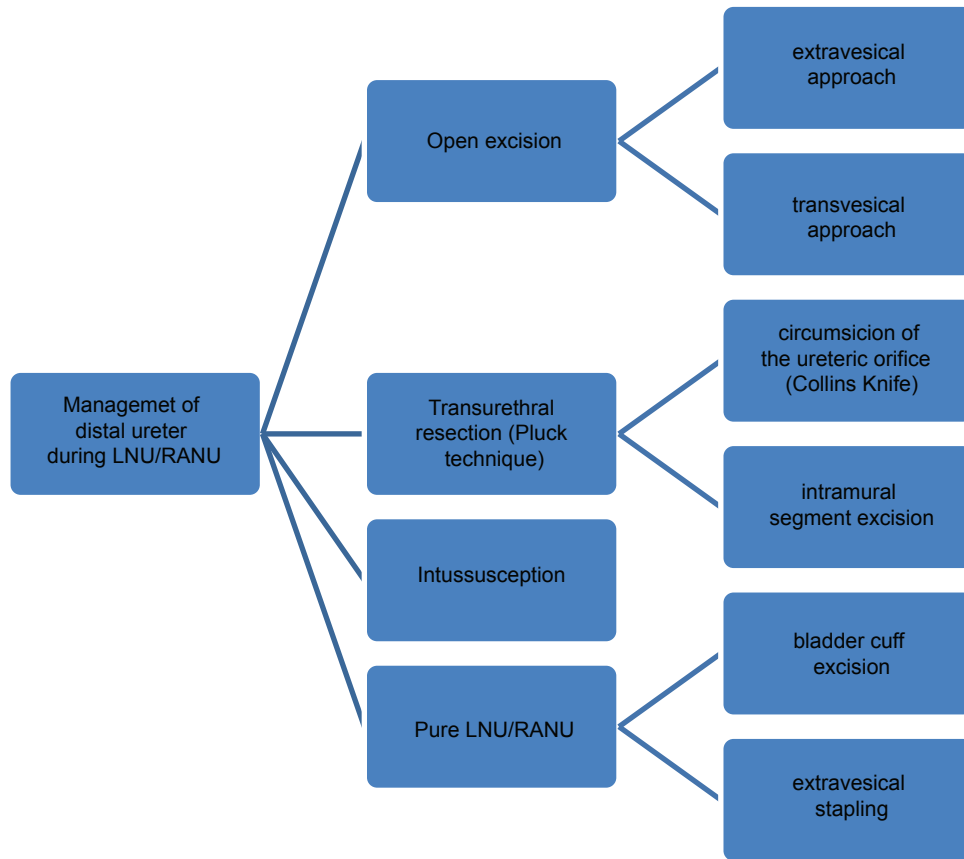 Managemet of
distal ureter
during LNU/RANU
Open excision
extravesical
approach
transvesical
approach
Transurethral
resection (Pluck
technique)
circumsicion of
the ureteric orifice
(Collins Knife)
intramural
segment excision
Intussusception
Pure LNU/RANU
bladder cuff
excision
extravesical
stapling